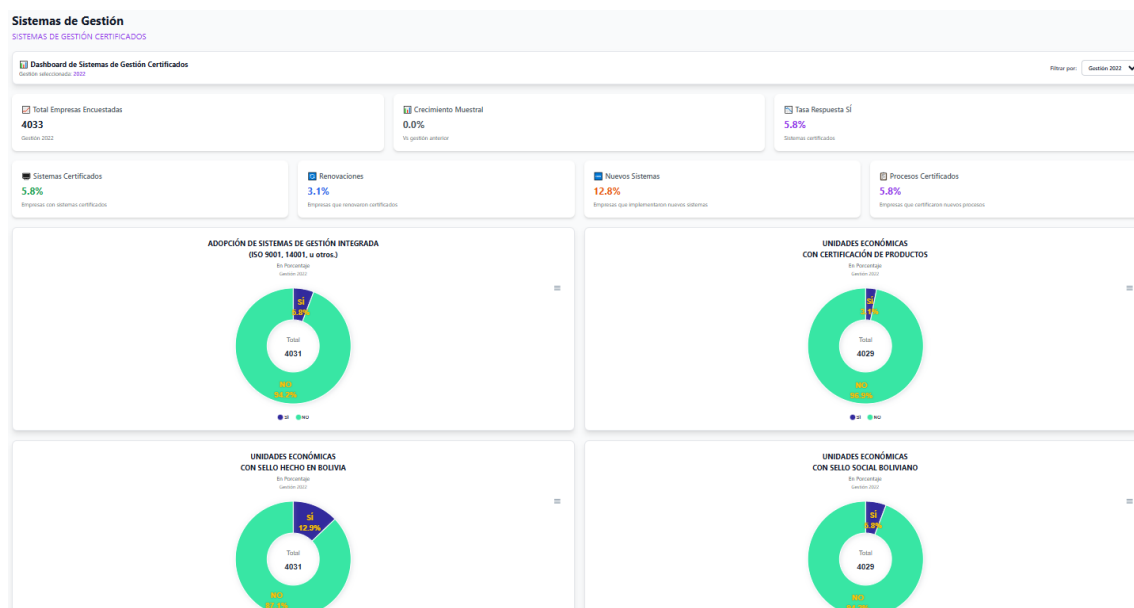 Sistemas de Gestión
SISTEMAS DE GESTIÓN CERTIFICADOS
Dashboard de Sistemas de Gestión Certificados
Gestión seleccionada: 2022
Filtrar por:
Gestión 2022
Total Empresas Encuestadas
4033
Gestión 2022
Crecimiento Muestral
0.0%
Vs gestión anterior
Tasa Respuesta SÍ
5.8%
Sistemas certificados
Sistemas Certificados
5.8%
Empresas con sistemas certificados
Renovaciones
3.1%
Empresas que renovaron certificados
Nuevos Sistemas
12.8%
Empresas que implementaron nuevos sistemas
Procesos Certificados
5.8%
Empresas que certificaron nuevos procesos
ADOPCIÓN DE SISTEMAS DE GESTIÓN INTEGRADA
(ISO 9001, 14001, u otros.)
En Porcentaje
Gestión 2022
SÍ
5.8%
Total
4031
NO
SÍ
NO
UNIDADES ECONÓMICAS
CON CERTIFICACIÓN DE PRODUCTOS
En Porcentaje
Gestión 2022
SÍ
Total
4029
NO
96.9%
SÍ
NO
UNIDADES ECONÓMICAS
CON SELLO HECHO EN BOLIVIA
En Porcentaje
Gestión 2022
SÍ
12.9%
Total
4031
NO
87.1%
UNIDADES ECONÓMICAS
CON SELLO SOCIAL BOLIVIANO
En Porcentaje
Gestión 2022
SÍ
5.8%
Total
4029
NO